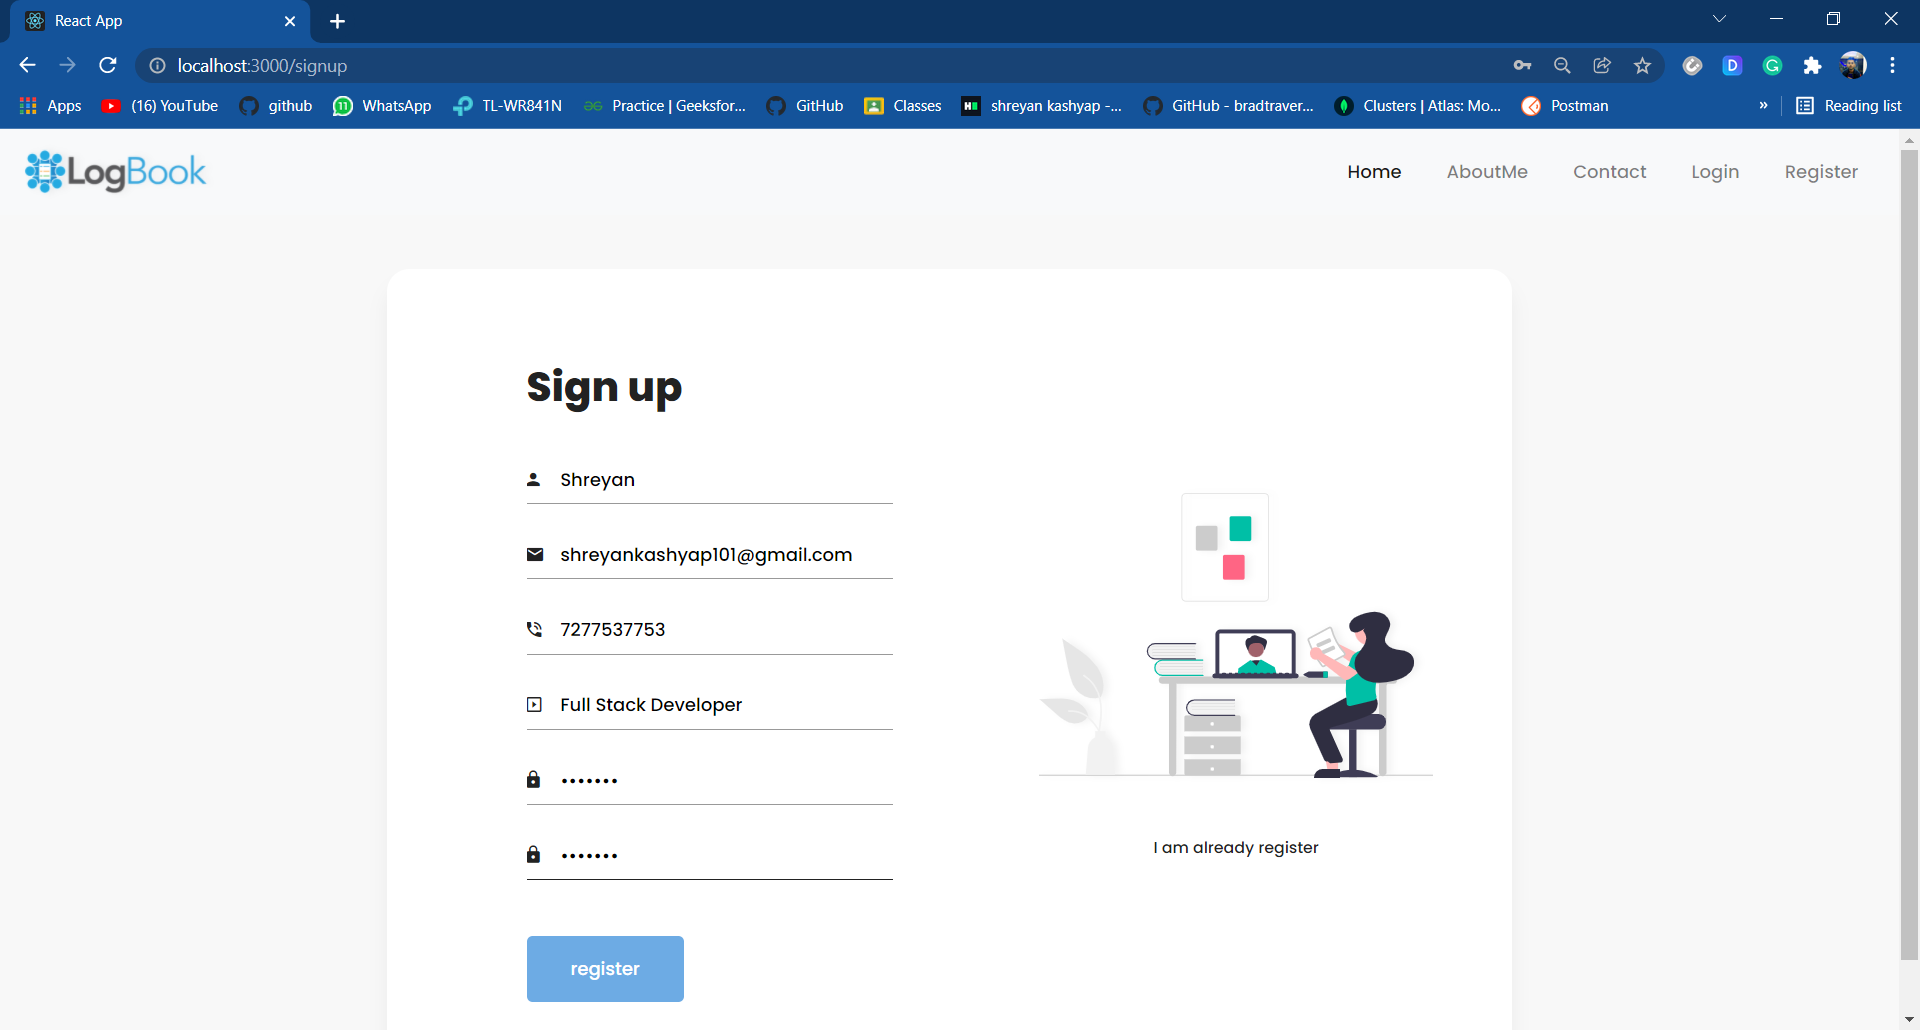 React App
localhost:3000/signup
Apps (16) YouTube github WhatsApp TL-WR841N Practice | Geeksfor... GitHub Classes shreyan kashyap -... GitHub - bradtraver... Clusters | Atlas: Mo... Postman » Reading list
LogBook Home AboutMe Contact Login Register
Sign up
Shreyan
shreyankashyap101@gmail.com
7277537753
Full Stack Developer
•••••••
•••••••
I am already register
register